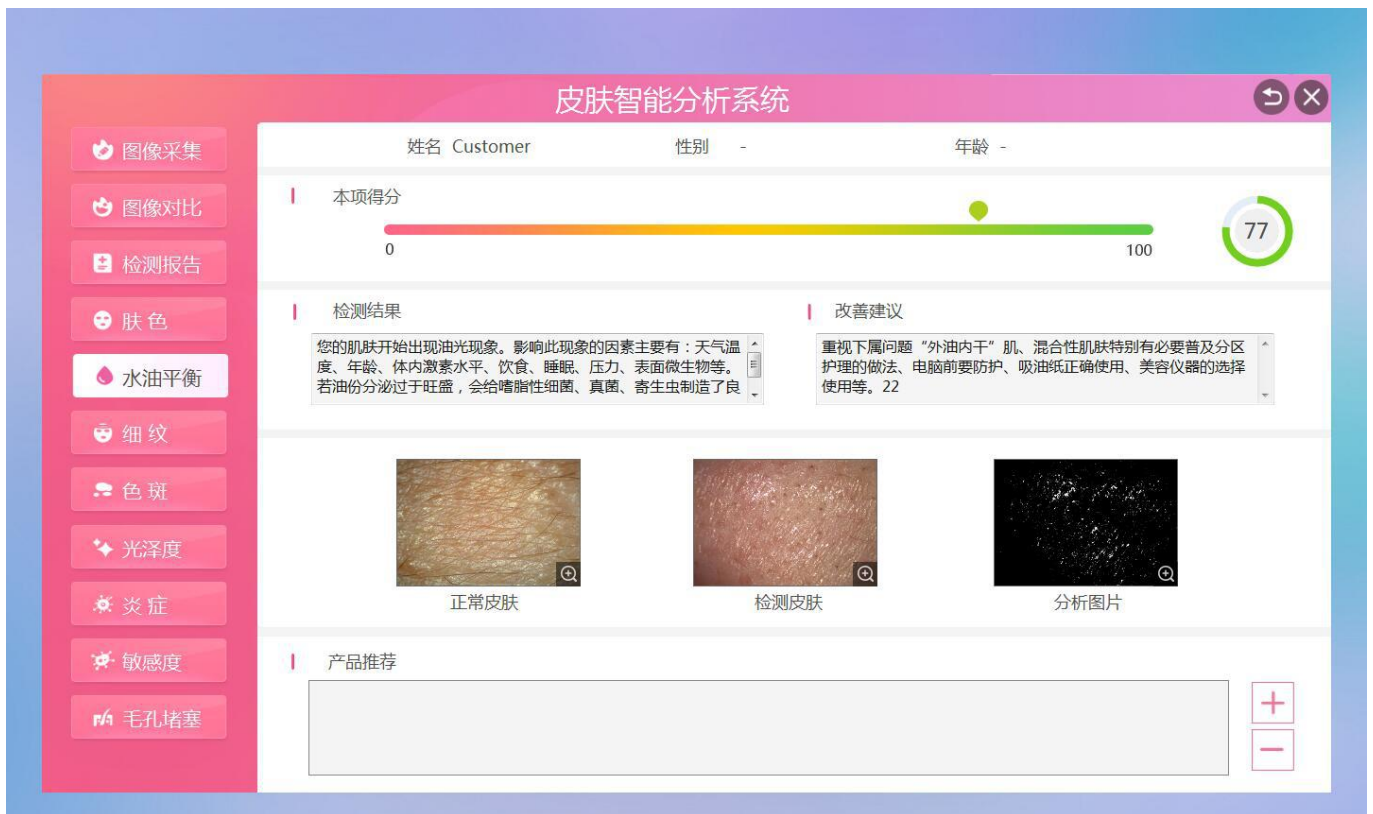 皮肤智能分析系统
图像采集
图像对比
检测报告
肤色
水油平衡
细纹
色斑
光泽度
炎症
敏感度
毛孔堵塞
姓名 Customer 性别 - 年龄 -
本项得分
0 100
77
检测结果
您的肌肤开始出现油光现象。影响此现象的因素主要有：天气温
度、年龄、体内激素水平、饮食、睡眠、压力、表面微生物等。
若油份分泌过于旺盛，会给嗜脂性细菌、真菌、寄生虫制造了良
改善建议
重视下属问题“外油内干”肌、混合性肌肤特别有必要普及分区
护理的做法、电脑前要防护、吸油纸正确使用、美容仪器的选择
使用等。22
正常皮肤 检测皮肤 分析图片
产品推荐